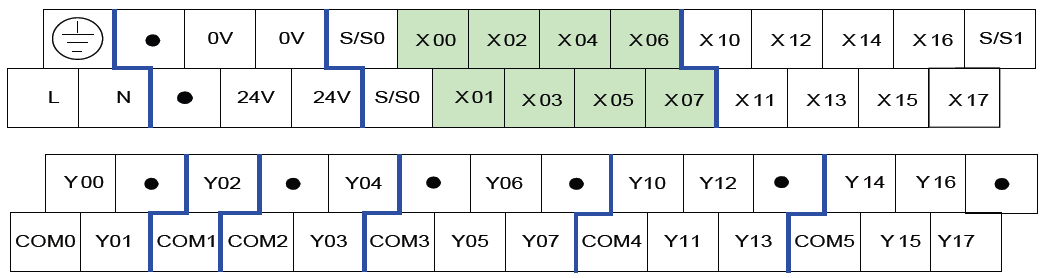 ● 0V 0V S/S0 X00 X02 X04 X06 X10 X12 X14 X16 S/S1
L N ● 24V 24V S/S0 X01 X03 X05 X07 X11 X13 X15 X17
Y00 ● Y02 ● Y04 ● Y06 ● Y10 Y12 ● Y14 Y16 ●
COM0 Y01 COM1 COM2 Y03 COM3 Y05 Y07 COM4 Y11 Y13 COM5 Y15 Y17